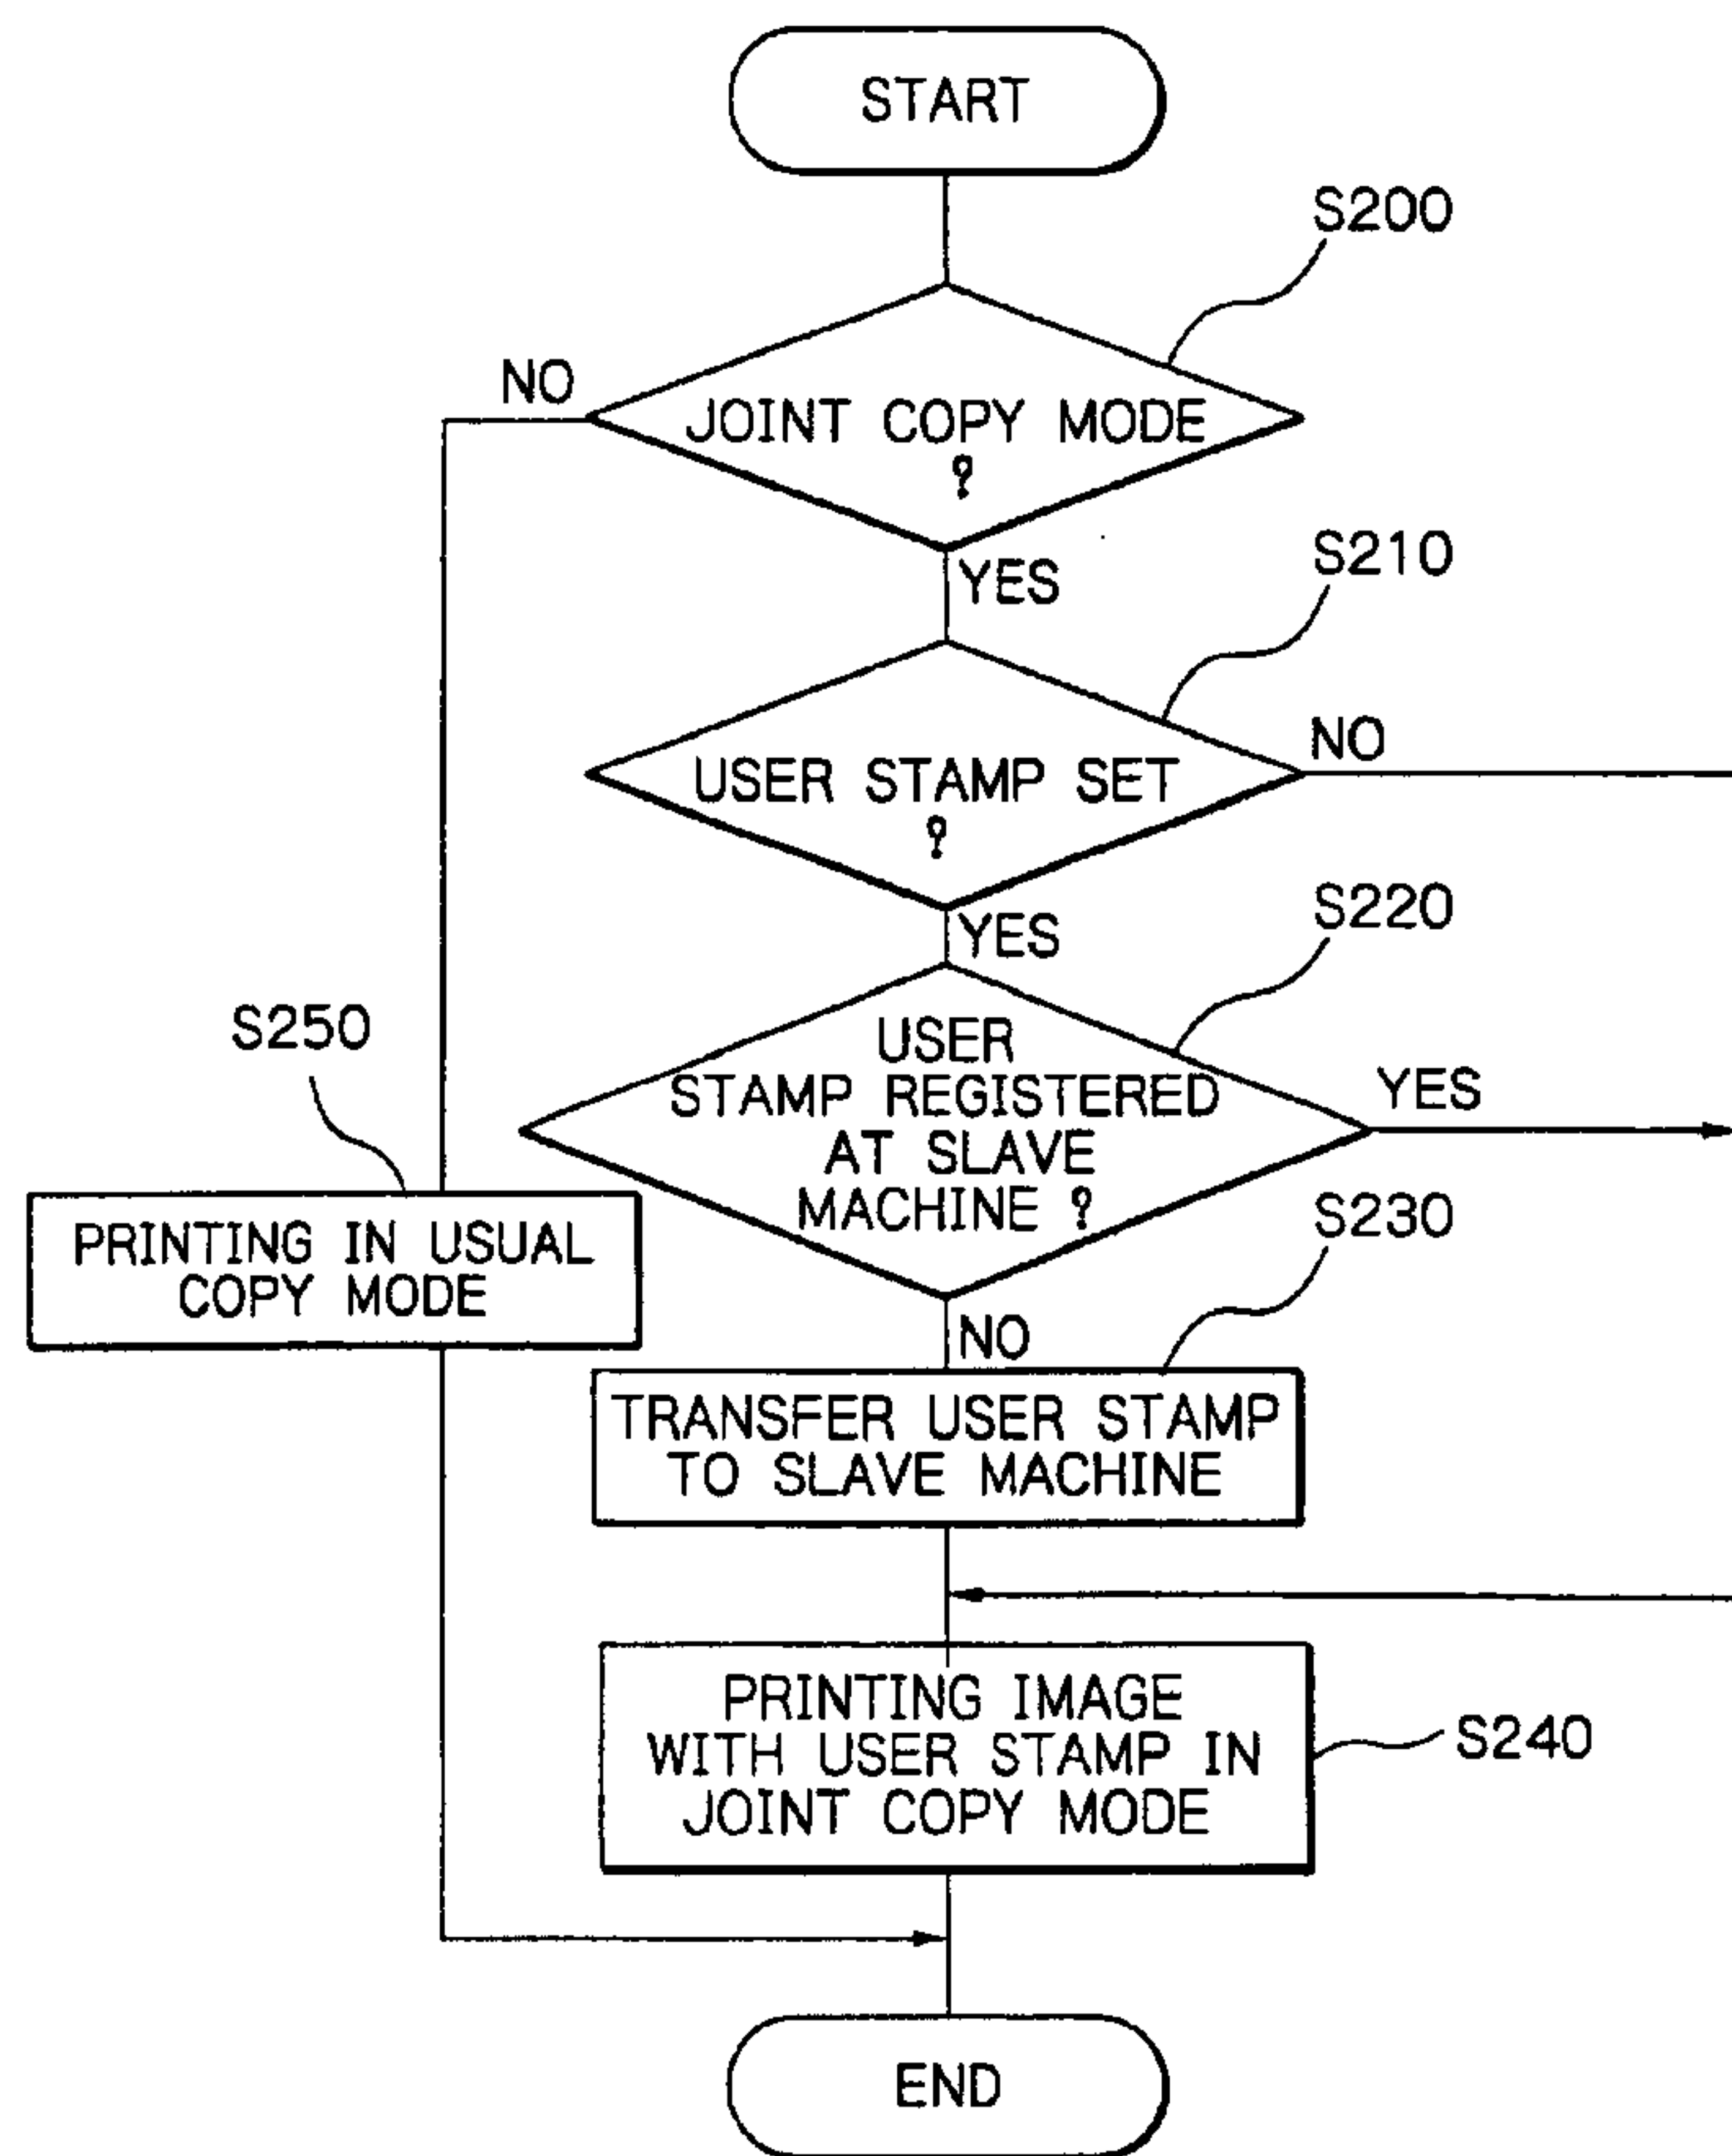 START
S200
NO
JOINT COPY MODE
?
YES
S210
NO
USER STAMP SET
?
YES
S220
S250
USER
STAMP REGISTERED
AT SLAVE
MACHINE ?
YES
S230
PRINTING IN USUAL
COPY MODE
NO
TRANSFER USER STAMP
TO SLAVE MACHINE
PRINTING IMAGE
WITH USER STAMP IN
JOINT COPY MODE
S240
END